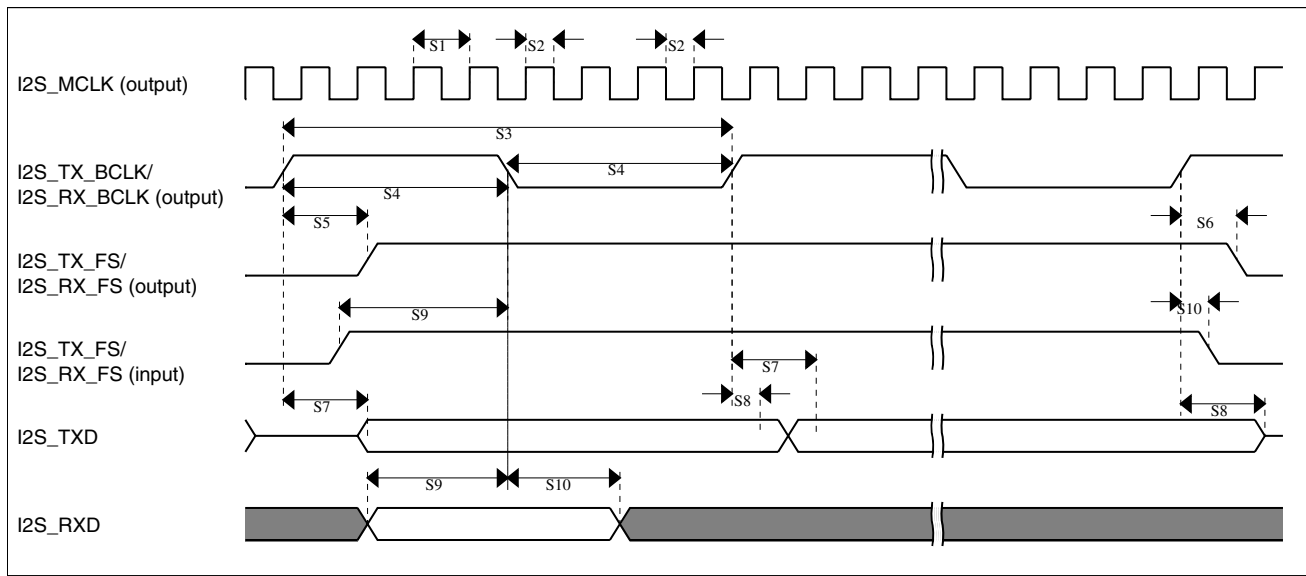 S1
S2
S2
I2S_MCLK (output)
S3
I2S_TX_BCLK/
I2S_RX_BCLK (output)
S4
S4
S5
S6
I2S_TX_FS/
I2S_RX_FS (output)
S9
S10
I2S_TX_FS/
I2S_RX_FS (input)
S7
S7
S8
S8
I2S_TXD
S9
S10
I2S_RXD